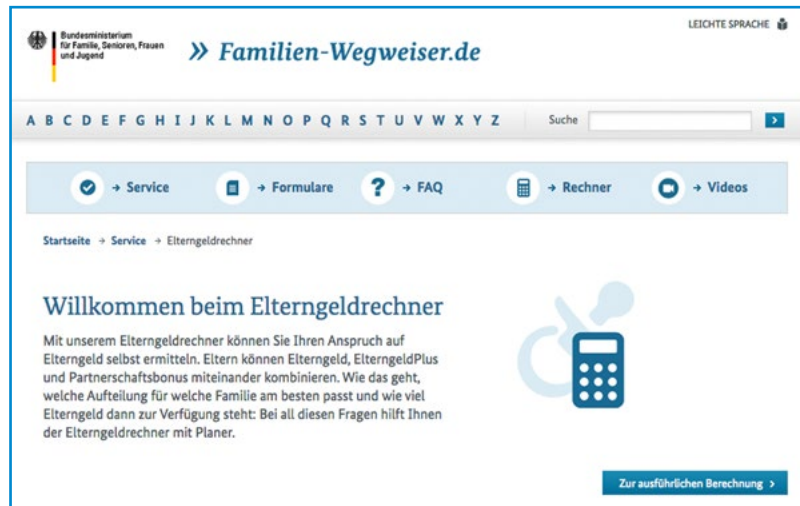 LEICHTE SPRACHE
Bundesministerium
für Familie, Senioren, Frauen
und Jugend
» Familien-Wegweiser.de
A B C D E F G H I J K L M N O P Q R S T U V W X Y Z Suche
→ Service → Formulare ? → FAQ → Rechner → Videos
Startseite → Service → Elterngeldrechner
Willkommen beim Elterngeldrechner
Mit unserem Elterngeldrechner können Sie Ihren Anspruch auf
Elterngeld selbst ermitteln. Eltern können Elterngeld, ElterngeldPlus
und Partnerschaftsbonus miteinander kombinieren. Wie das geht,
welche Aufteilung für welche Familie am besten passt und wie viel
Elterngeld dann zur Verfügung steht: Bei all diesen Fragen hilft Ihnen
der Elterngeldrechner mit Planer.
Zur ausführlichen Berechnung ›